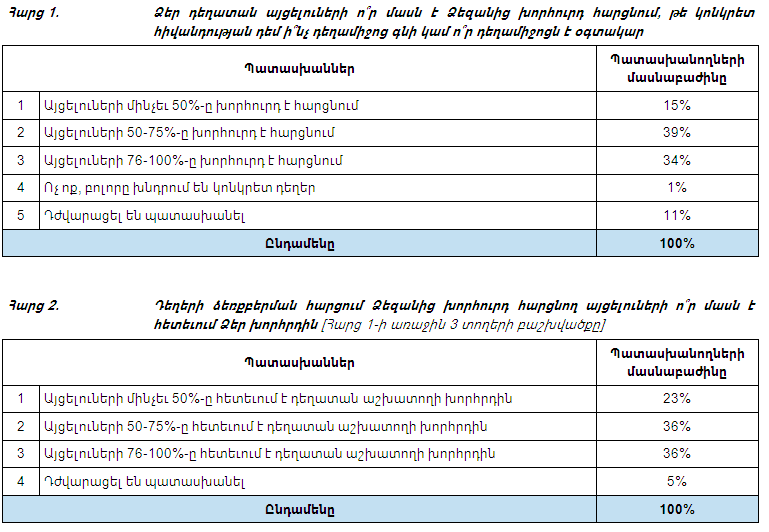 Հարց 1. Ձեր դեղատան այցելուների ո՞ր մասն է Ձեզանից խորհուրդ հարցնում, թե կոնկրետ
հիվանդության դեմ ի՞նչ դեղամիջոց գնի կամ ո՞ր դեղամիջոցն է օգտակար
Պատասխաններ Պատասխանողների
մասնաբաժինը
1 Այցելուների մինչեւ 50%-ը խորհուրդ է հարցնում 15%
2 Այցելուների 50-75%-ը խորհուրդ է հարցնում 39%
3 Այցելուների 76-100%-ը խորհուրդ է հարցնում 34%
4 Ոչ ոք, բոլորը խնդրում են կոնկրետ դեղեր 1%
5 Դժվարացել են պատասխանել 11%
Ընդամենը 100%
Հարց 2. Դեղերի ձեռքբերման հարցում Ձեզանից խորհուրդ հարցնող այցելուների ո՞ր մասն է
հետեւում Ձեր խորհրդին [Հարց 1-ի առաջին 3 տողերի բաշխվածքը]
Պատասխաններ Պատասխանողների
մասնաբաժինը
1 Այցելուների մինչեւ 50%-ը հետեւում է դեղատան աշխատողի խորհրդին 23%
2 Այցելուների 50-75%-ը հետեւում է դեղատան աշխատողի խորհրդին 36%
3 Այցելուների 76-100%-ը հետեւում է դեղատան աշխատողի խորհրդին 36%
4 Դժվարացել են պատասխանել 5%
Ընդամենը 100%